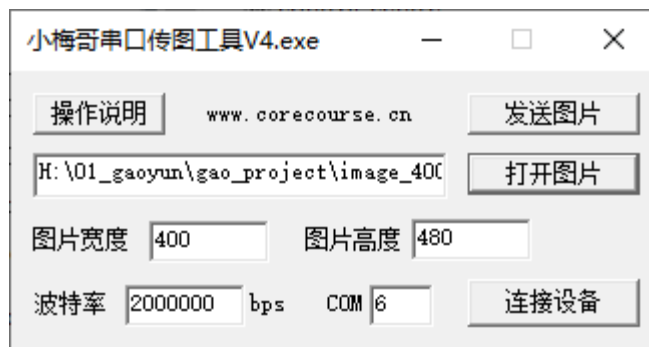 小梅哥串口传图工具V4.exe
操作说明 www.corecourse.cn 发送图片
H:\01_gaoyun\gao_project\image_400 打开图片
图片宽度 400 图片高度 480
波特率 2000000 bps COM 6 连接设备